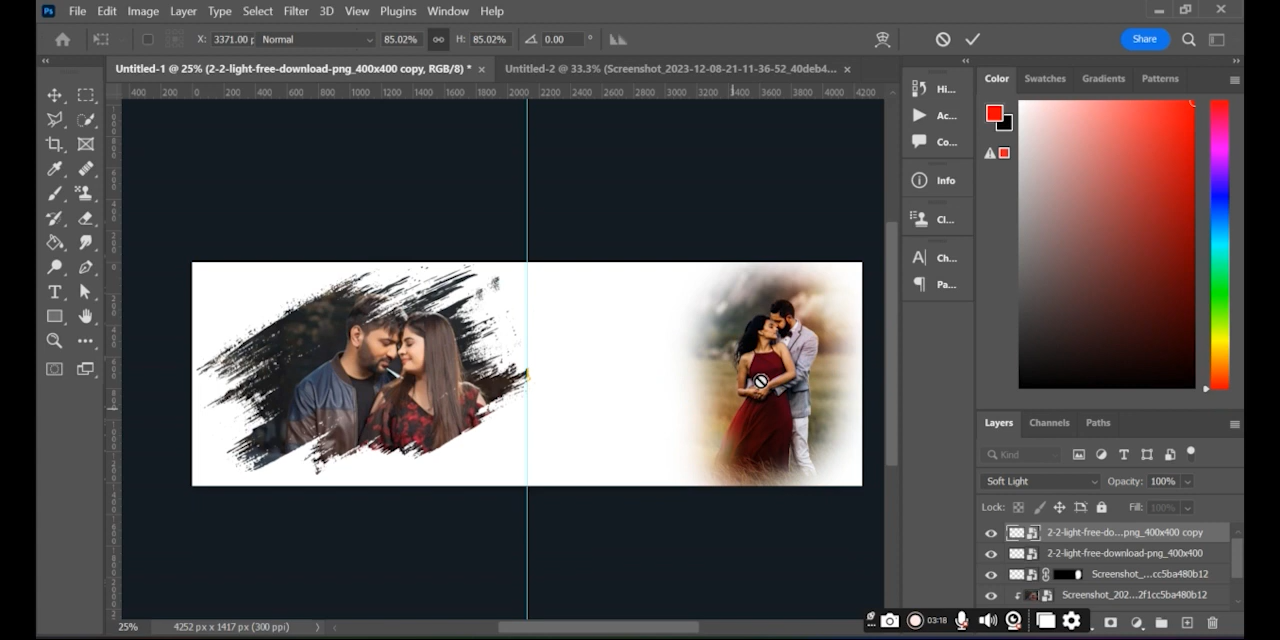 Ps File Edit Image Layer Type Select Filter 3D View Plugins Window Help
X: 3371.00 p Normal 85.02% H: 85.02% 0.00 ° Share
Untitled-1 @ 25% (2-2-light-free-download-png_400x400 copy, RGB/8) * × Untitled-2 @ 33.3% (Screenshot_2023-12-08-21-11-36-52_40deb4... ×
400 200 0 200 400 600 800 1000 1200 1400 1600 1800 2000 2200 2400 2600 2800 3000 3200 3400 3600 3800 4000 4200
Hi...
Ac...
Co...
Info
Cl...
Ch...
Pa...
Color Swatches Gradients Patterns
Layers Channels Paths
Kind
Soft Light Opacity: 100%
Lock: Fill: 100%
2-2-light-free-do...png_400x400 copy
2-2-light-free-download-png_400x400
Screenshot_...cc5ba480b12
Screenshot_202...2f1cc5ba480b12
25% 4252 px x 1417 px (300 ppi)
03:18